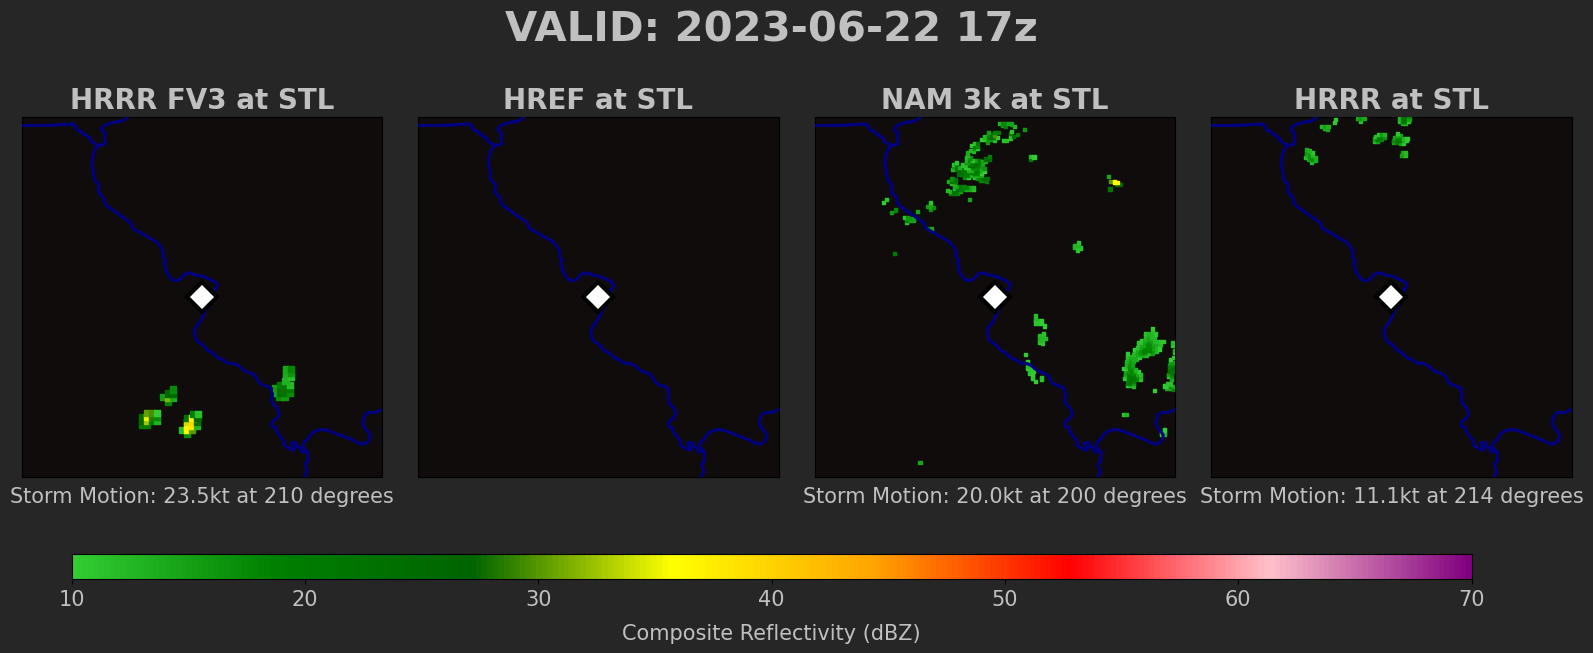 VALID: 2023-06-22 17z
HRRR FV3 at STL
HREF at STL
NAM 3k at STL
HRRR at STL
Storm Motion: 23.5kt at 210 degrees
Storm Motion: 20.0kt at 200 degrees
Storm Motion: 11.1kt at 214 degrees
10 20 30 40 50 60 70
Composite Reflectivity (dBZ)